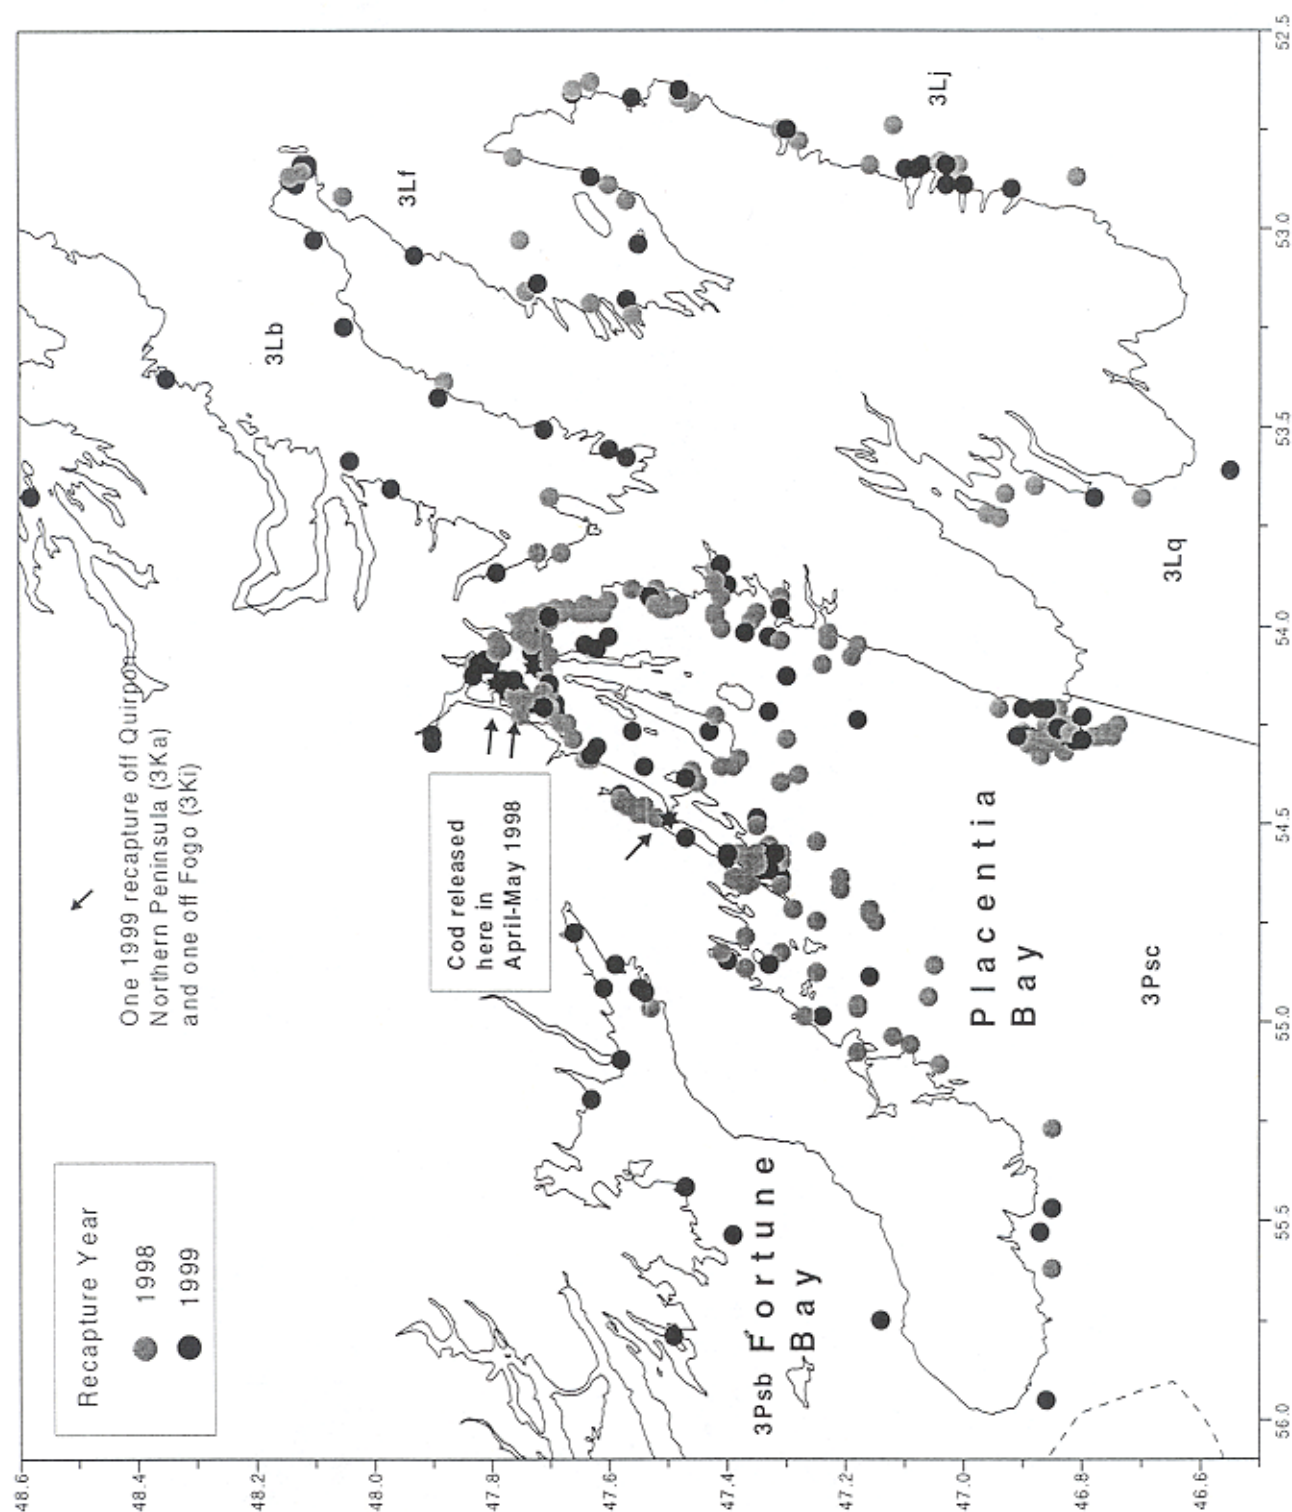 Recapture Year
1998
1999
One 1999 recapture off Quirpon
Northern Peninsula (3Ka)
and one off Fogo (3Ki)
Cod released
here in
April-May 1998
3Lb
3Lf
3Lj
3Lq
3Psb Fortune
Bay
Placentia
Bay
3Psc
48.6
48.4
48.2
48.0
47.8
47.6
47.4
47.2
47.0
46.8
46.6
56.0
55.5
55.0
54.5
54.0
53.5
53.0
52.5